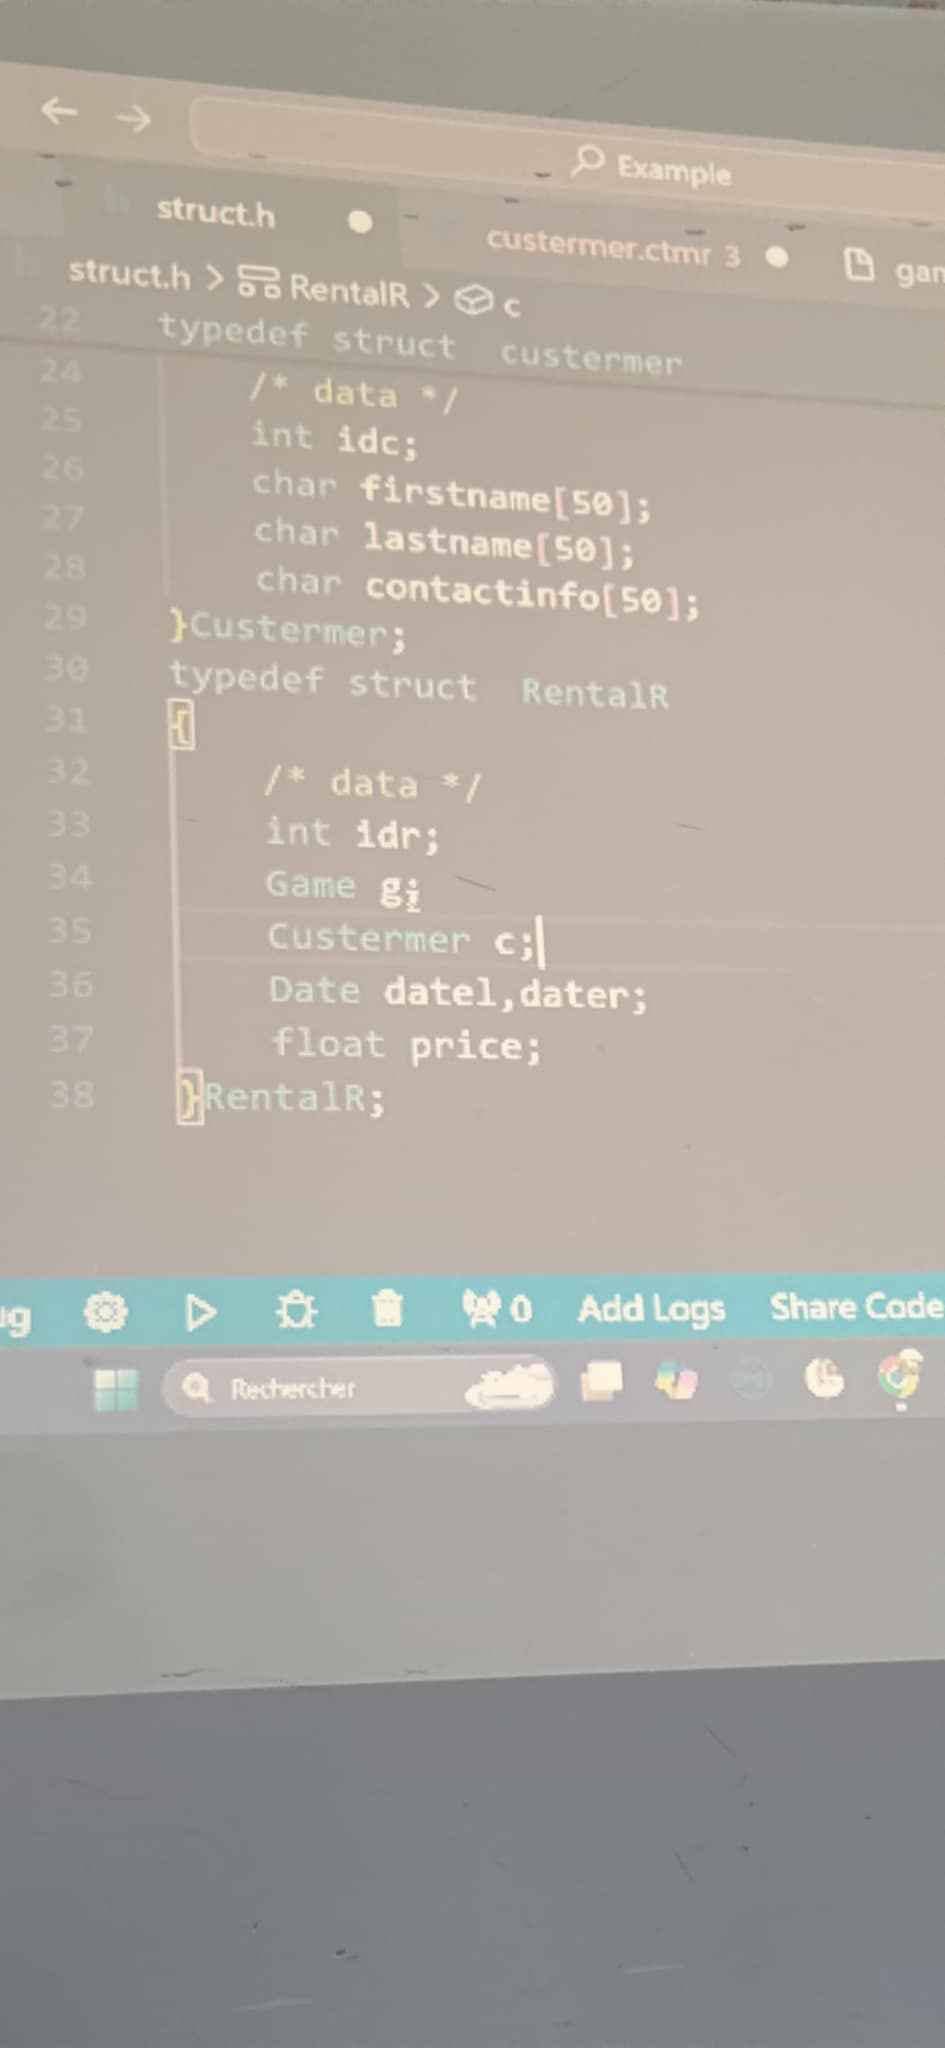 Example
struct.h
custermer.ctmr 3
struct.h > RentalR > c
22 typedef struct custermer
24 /* data */
25 int idc;
26 char firstname[50];
27 char lastname[50];
28 char contactinfo[50];
29 }Custermer;
30 typedef struct RentalR
31 {
32 /* data */
33 int idr;
34 Game g;
35 Custermer c;
36 Date datel,dater;
37 float price;
38 }RentalR;
0 Add Logs Share Code
Rechercher